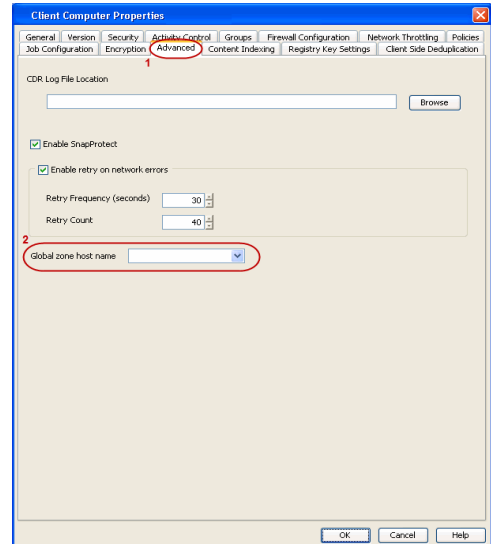 Client Computer Properties
General Version Security Activity Control Groups Firewall Configuration Network Throttling Policies
Job Configuration Encryption Advanced Content Indexing Registry Key Settings Client Side Deduplication
1
CDR Log File Location
Browse
Enable SnapProtect
Enable retry on network errors
Retry Frequency (seconds) 30
Retry Count 40
2
Global zone host name
OK Cancel Help